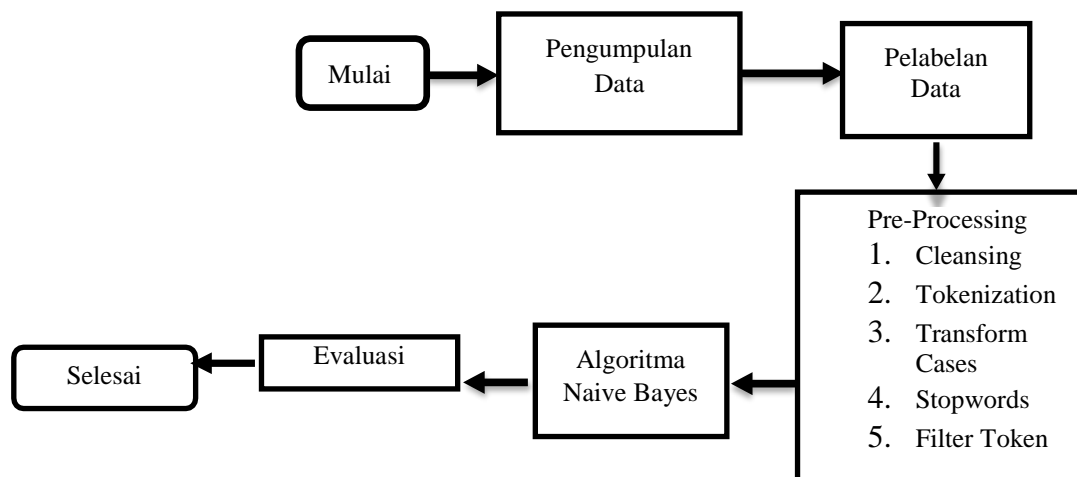 Mulai
Pengumpulan
Data
Pelabelan
Data
Pre-Processing
1. Cleansing
2. Tokenization
3. Transform
Cases
4. Stopwords
5. Filter Token
Algoritma
Naive Bayes
Evaluasi
Selesai